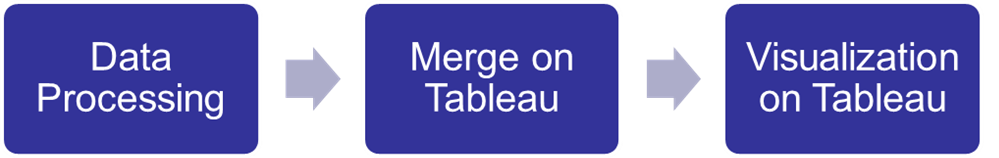 Data
Processing
Merge on
Tableau
Visualization
on Tableau